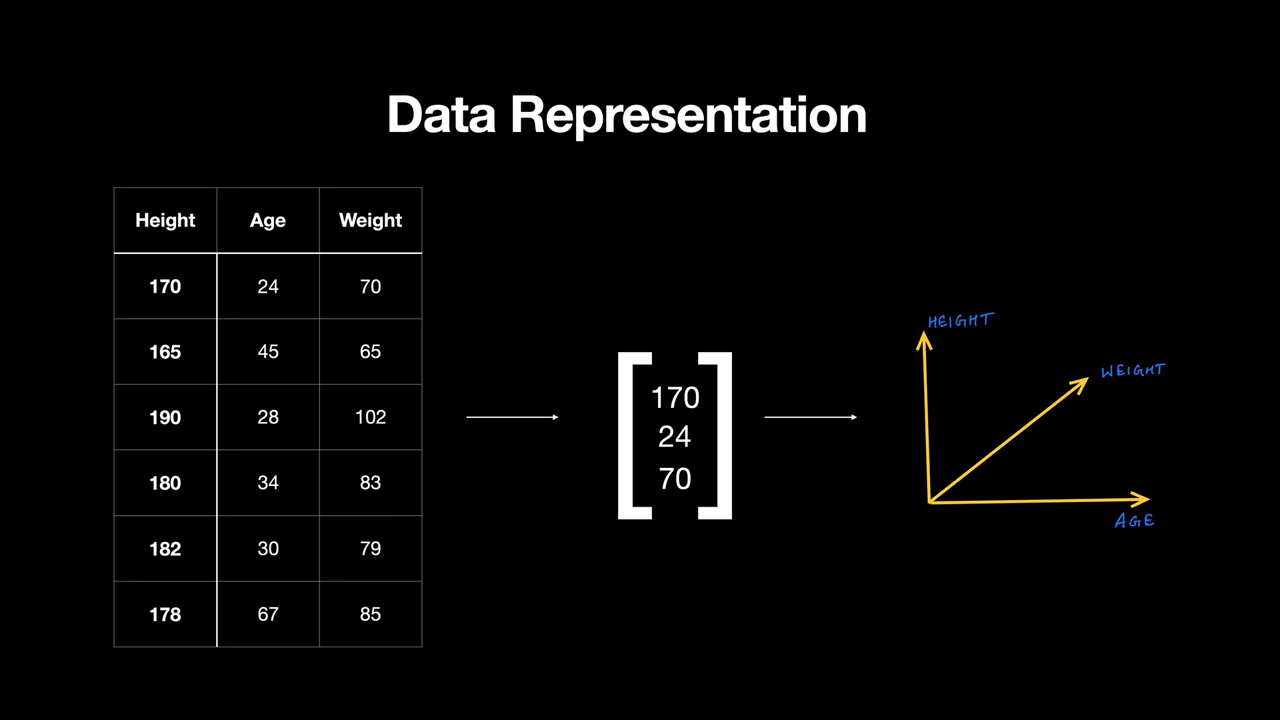 Data Representation
Height Age Weight
170 24 70
165 45 65
190 28 102
180 34 83
182 30 79
178 67 85
170
24
70
HEIGHT
WEIGHT
AGE